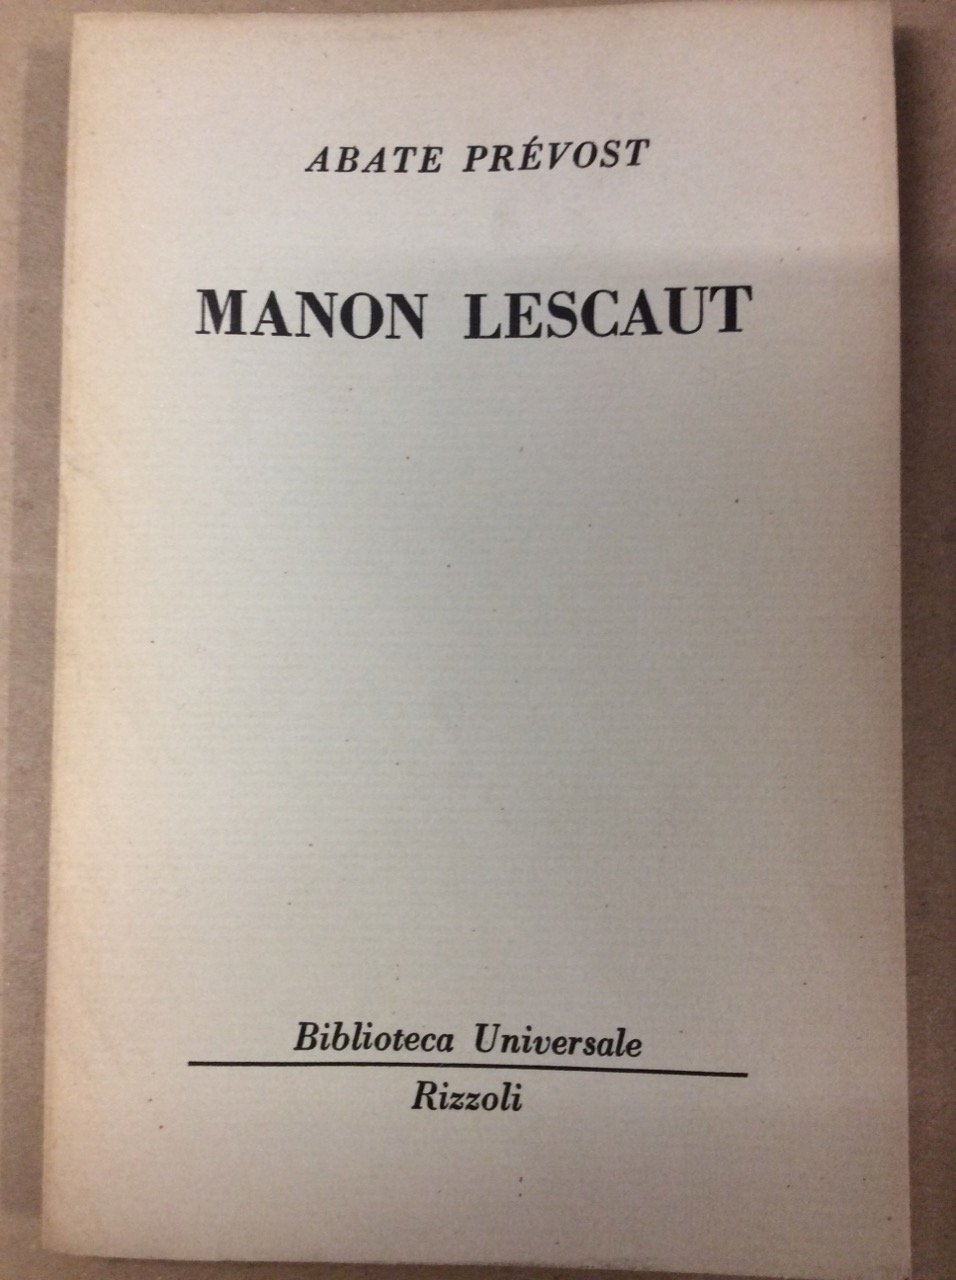 ABATE PRÉVOST
MANON LESCAUT
Biblioteca Universale
Rizzoli